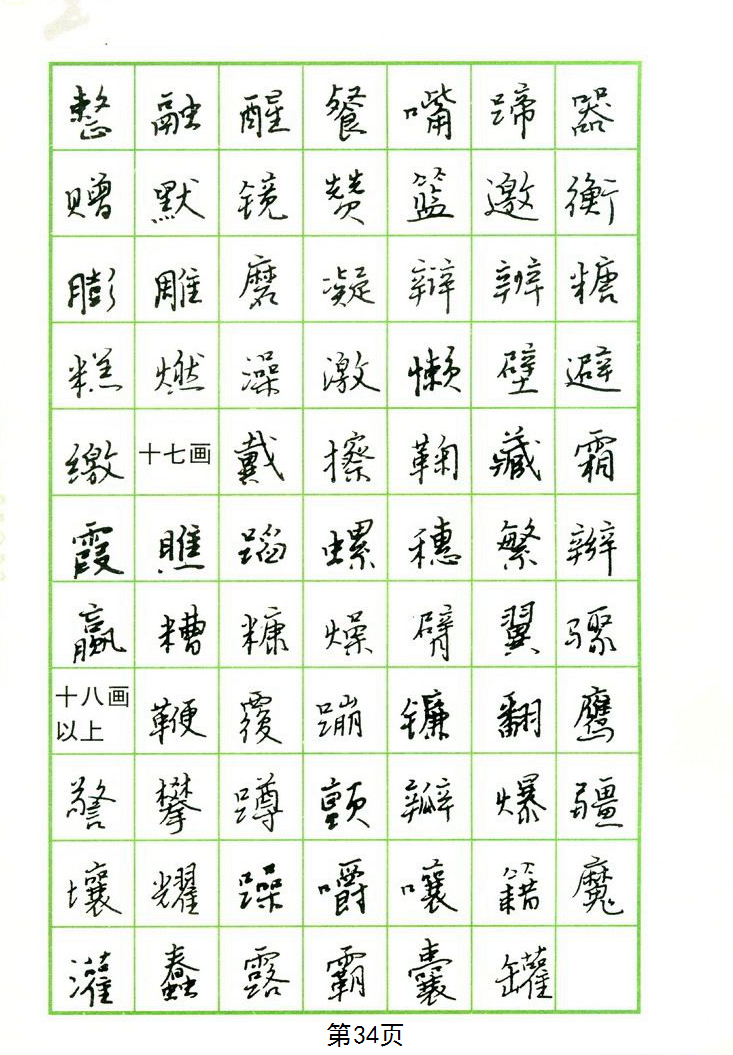 整 融 醒 餐 嘴 蹄 器
赠 默 镜 赞 篮 邀 衡
膨 雕 磨 凝 辩 辨 糖
糕 燃 澡 激 懒 壁 避
缴 十七画 戴 擦 鞠 藏 霜
霞 瞧 蹈 螺 穗 繁 辫
赢 糟 糠 燥 臂 翼 骤
十八画以上 鞭 覆 蹦 镰 翻 鹰
警 攀 蹲 颤 瓣 爆 疆
壤 耀 躁 嚼 嚷 籍 魔
灌 蠢 露 霸 囊 罐
第34页